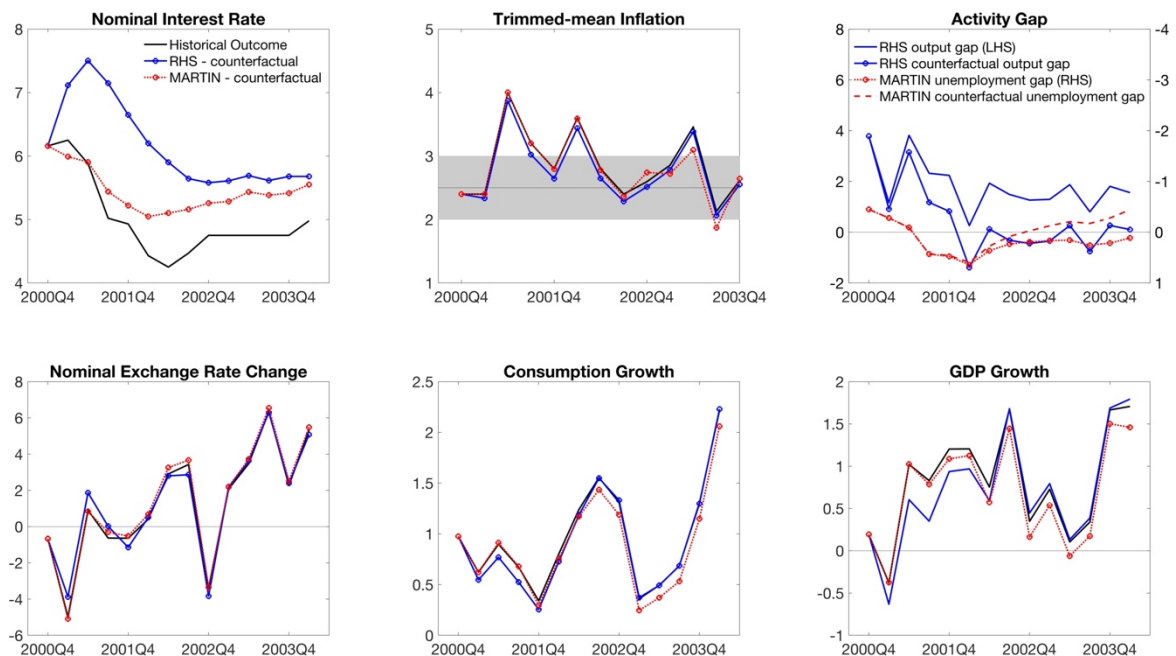 Nominal Interest Rate
8
7
6
5
4
Historical Outcome
RHS - counterfactual
MARTIN - counterfactual
2000Q4 2001Q4 2002Q4 2003Q4
Trimmed-mean Inflation
5
4
3
2
1
2000Q4 2001Q4 2002Q4 2003Q4
Activity Gap
8
6
4
2
0
-2
RHS output gap (LHS)
RHS counterfactual output gap
MARTIN unemployment gap (RHS)
MARTIN counterfactual unemployment gap
-4
-3
-2
-1
0
1
2000Q4 2001Q4 2002Q4 2003Q4
Nominal Exchange Rate Change
8
6
4
2
0
-2
-4
-6
2000Q4 2001Q4 2002Q4 2003Q4
Consumption Growth
2.5
2
1.5
1
0.5
0
2000Q4 2001Q4 2002Q4 2003Q4
GDP Growth
2
1.5
1
0.5
0
-0.5
-1
2000Q4 2001Q4 2002Q4 2003Q4